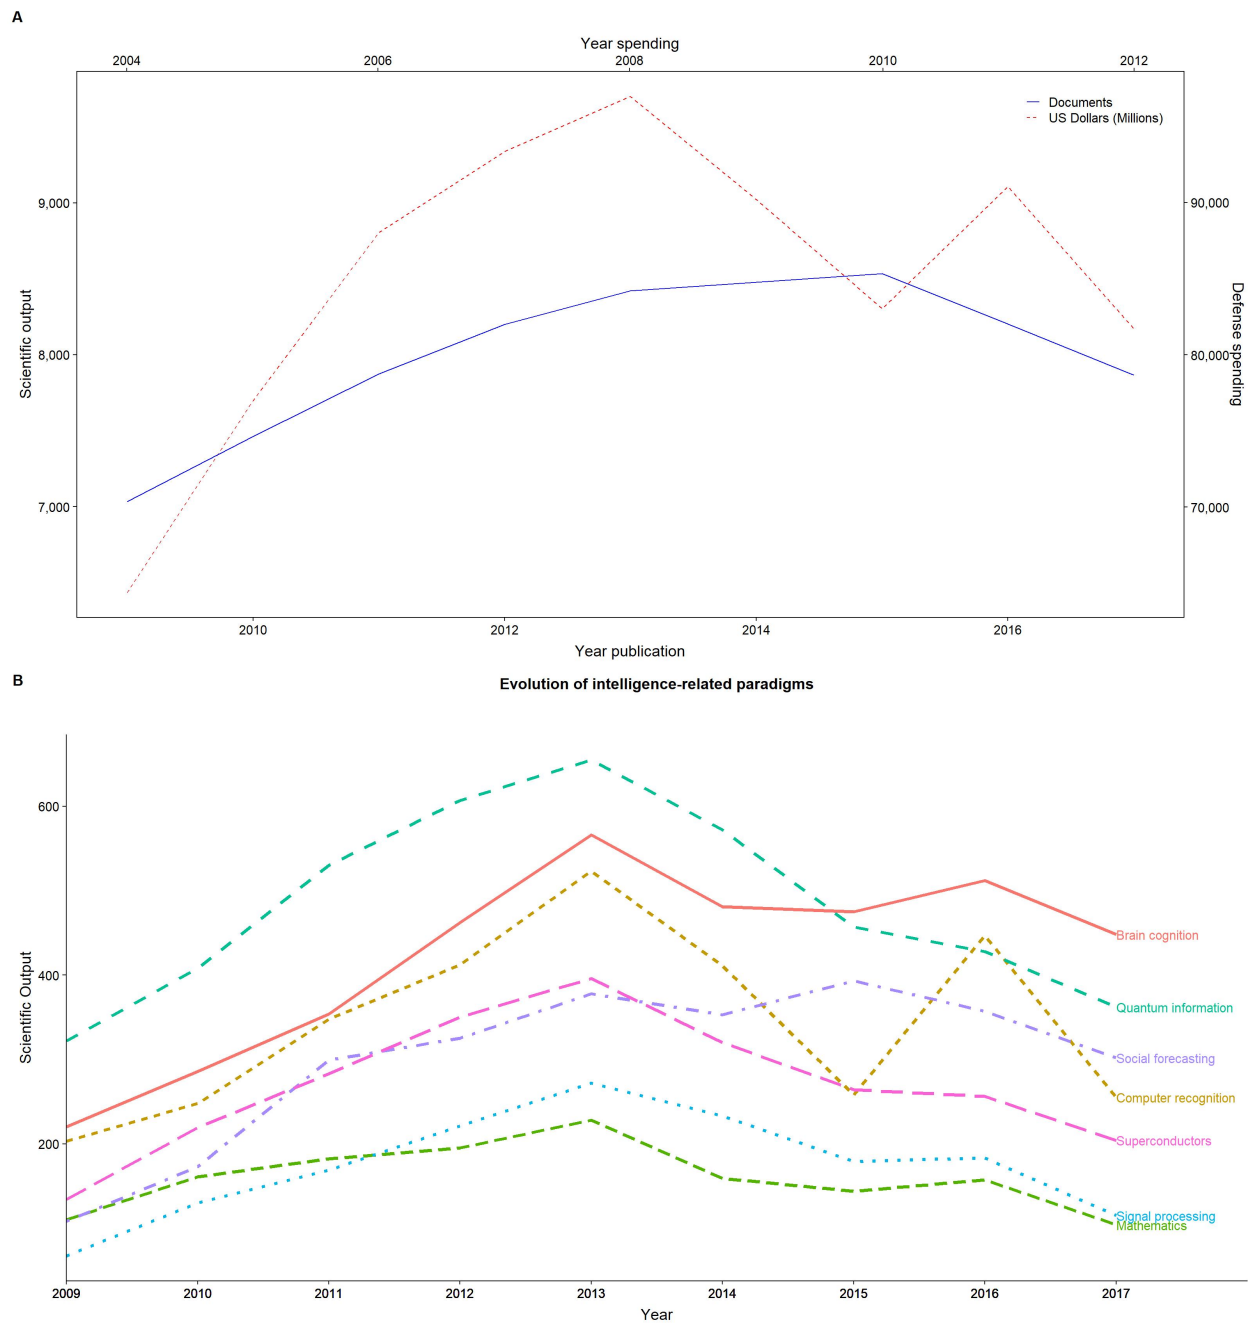 A
Year spending
2004 2006 2008 2010 2012
Documents
US Dollars (Millions)
9,000
8,000
7,000
Scientific output
90,000
80,000
70,000
Defense spending
2010 2012 2014 2016
Year publication
B
Evolution of intelligence-related paradigms
600
400
200
Scientific Output
Brain cognition
Quantum information
Social forecasting
Computer recognition
Superconductors
Signal processing
Mathematics
2009 2010 2011 2012 2013 2014 2015 2016 2017
Year